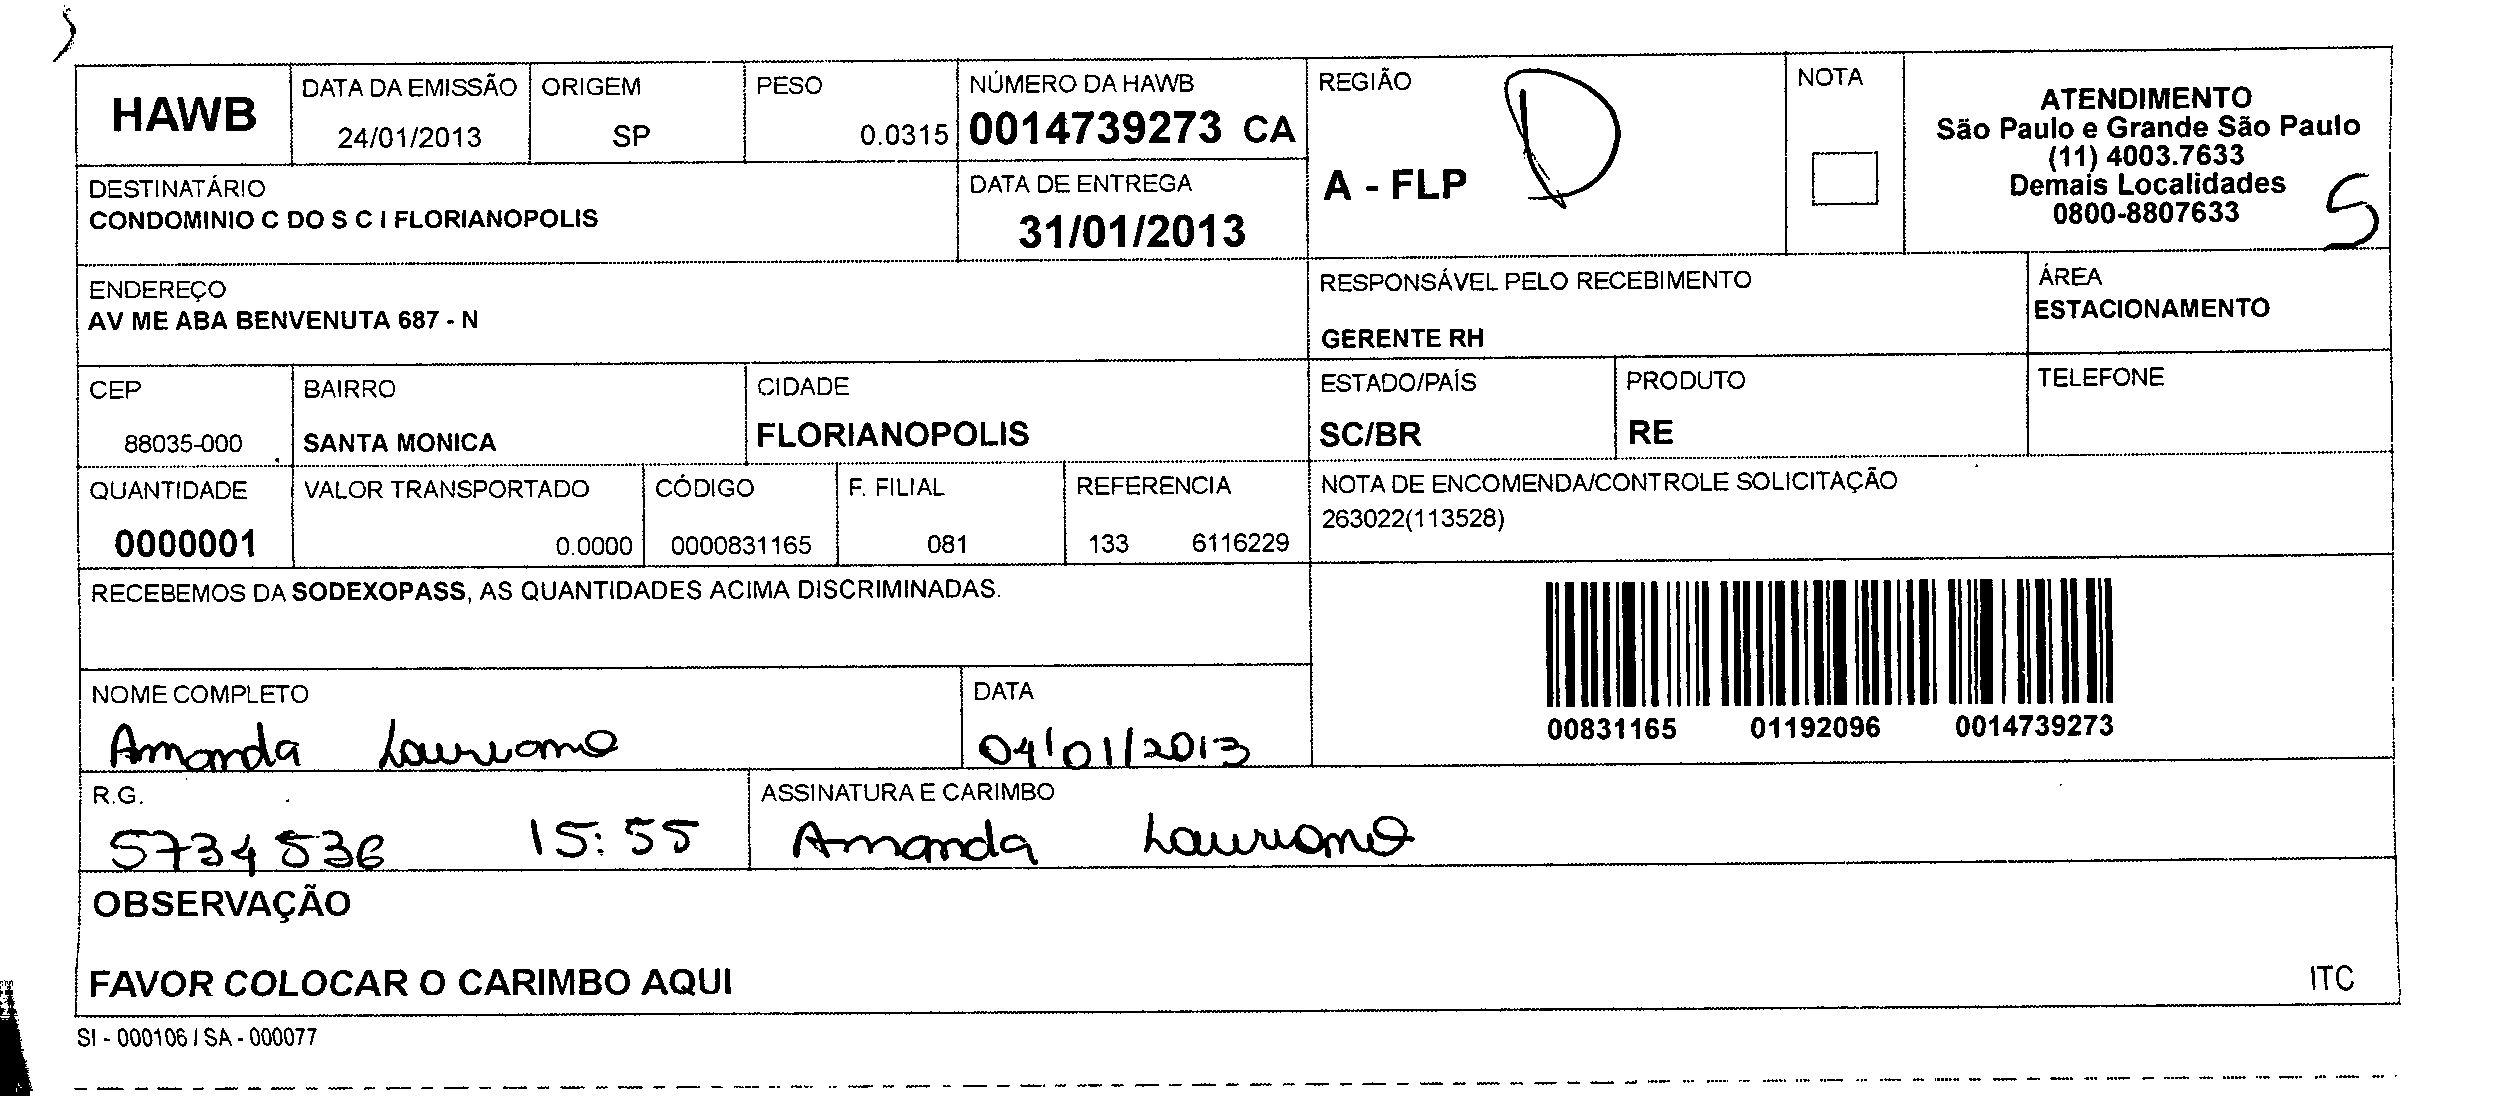 HAWB
DATA DA EMISSÃO
24/01/2013
ORIGEM
SP
PESO
0.0315
NÚMERO DA HAWB
0014739273 CA
REGIÃO
A - FLP
D
NOTA
ATENDIMENTO
São Paulo e Grande São Paulo
(11) 4003.7633
Demais Localidades
0800-8807633
S
DESTINATÁRIO
CONDOMINIO C DO S C I FLORIANOPOLIS
DATA DE ENTREGA
31/01/2013
ENDEREÇO
AV ME ABA BENVENUTA 687 - N
RESPONSÁVEL PELO RECEBIMENTO
GERENTE RH
ÁREA
ESTACIONAMENTO
CEP
88035-000
BAIRRO
SANTA MONICA
CIDADE
FLORIANOPOLIS
ESTADO/PAÍS
SC/BR
PRODUTO
RE
TELEFONE
QUANTIDADE
0000001
VALOR TRANSPORTADO
0.0000
CÓDIGO
0000831165
F. FILIAL
081
REFERENCIA
133 6116229
NOTA DE ENCOMENDA/CONTROLE SOLICITAÇÃO
263022(113528)
RECEBEMOS DA SODEXOPASS, AS QUANTIDADES ACIMA DISCRIMINADAS.
00831165 01192096 0014739273
NOME COMPLETO
Amanda Lauriano
DATA
04/01/2013
R.G.
5734536 15:55
ASSINATURA E CARIMBO
Amanda Lauriano
OBSERVAÇÃO
FAVOR COLOCAR O CARIMBO AQUI
ITC
SI - 000106 / SA - 000077